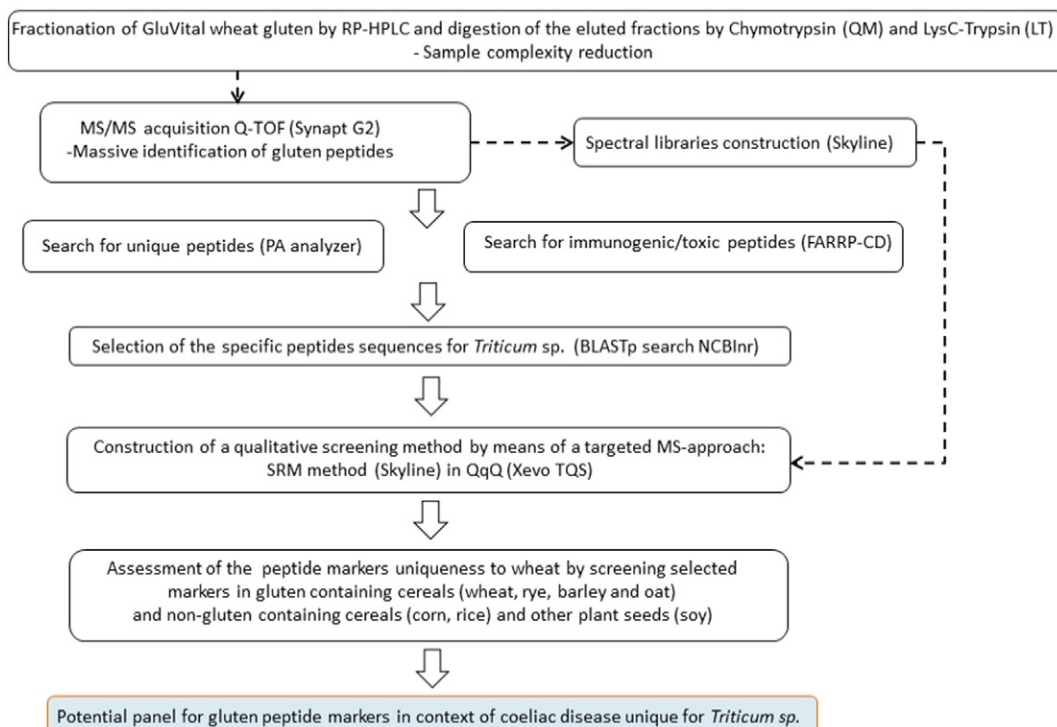 Fractionation of GluVital wheat gluten by RP-HPLC and digestion of the eluted fractions by Chymotrypsin (QM) and LysC-Trypsin (LT)
- Sample complexity reduction
MS/MS acquisition Q-TOF (Synapt G2)
-Massive identification of gluten peptides
Spectral libraries construction (Skyline)
Search for unique peptides (PA analyzer)
Search for immunogenic/toxic peptides (FARRP-CD)
Selection of the specific peptides sequences for Triticum sp. (BLASTp search NCBInr)
Construction of a qualitative screening method by means of a targeted MS-approach:
SRM method (Skyline) in QqQ (Xevo TQS)
Assessment of the peptide markers uniqueness to wheat by screening selected
markers in gluten containing cereals (wheat, rye, barley and oat)
and non-gluten containing cereals (corn, rice) and other plant seeds (soy)
Potential panel for gluten peptide markers in context of coeliac disease unique for Triticum sp.